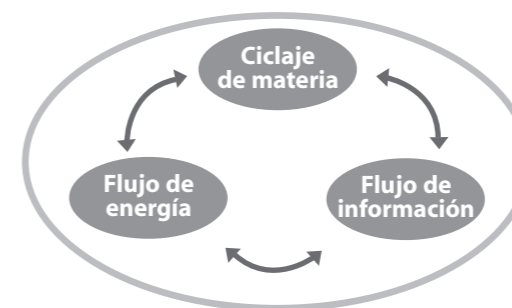 Ciclaje
de materia
Flujo de
energía
Flujo de
información